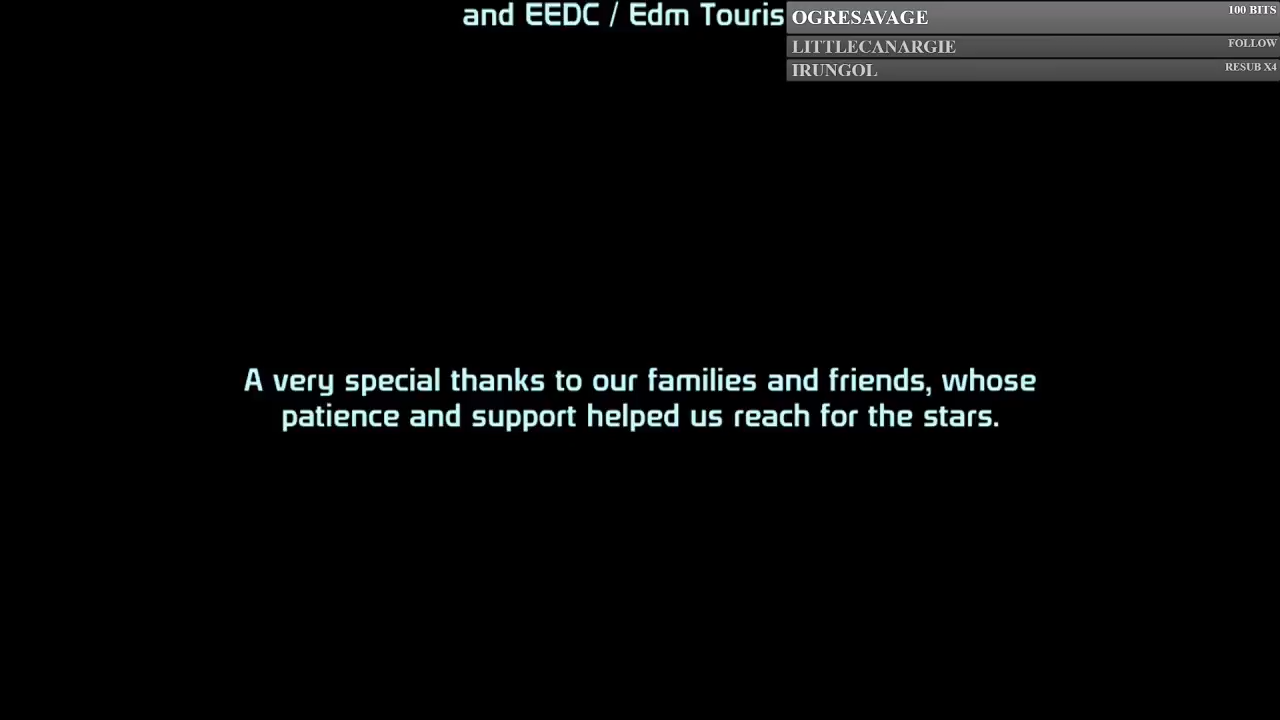 and EEDC / Edm Touris
OGRESAVAGE 100 BITS
LITTLECANARGIE FOLLOW
IRUNGOL RESUB X4
A very special thanks to our families and friends, whose
patience and support helped us reach for the stars.